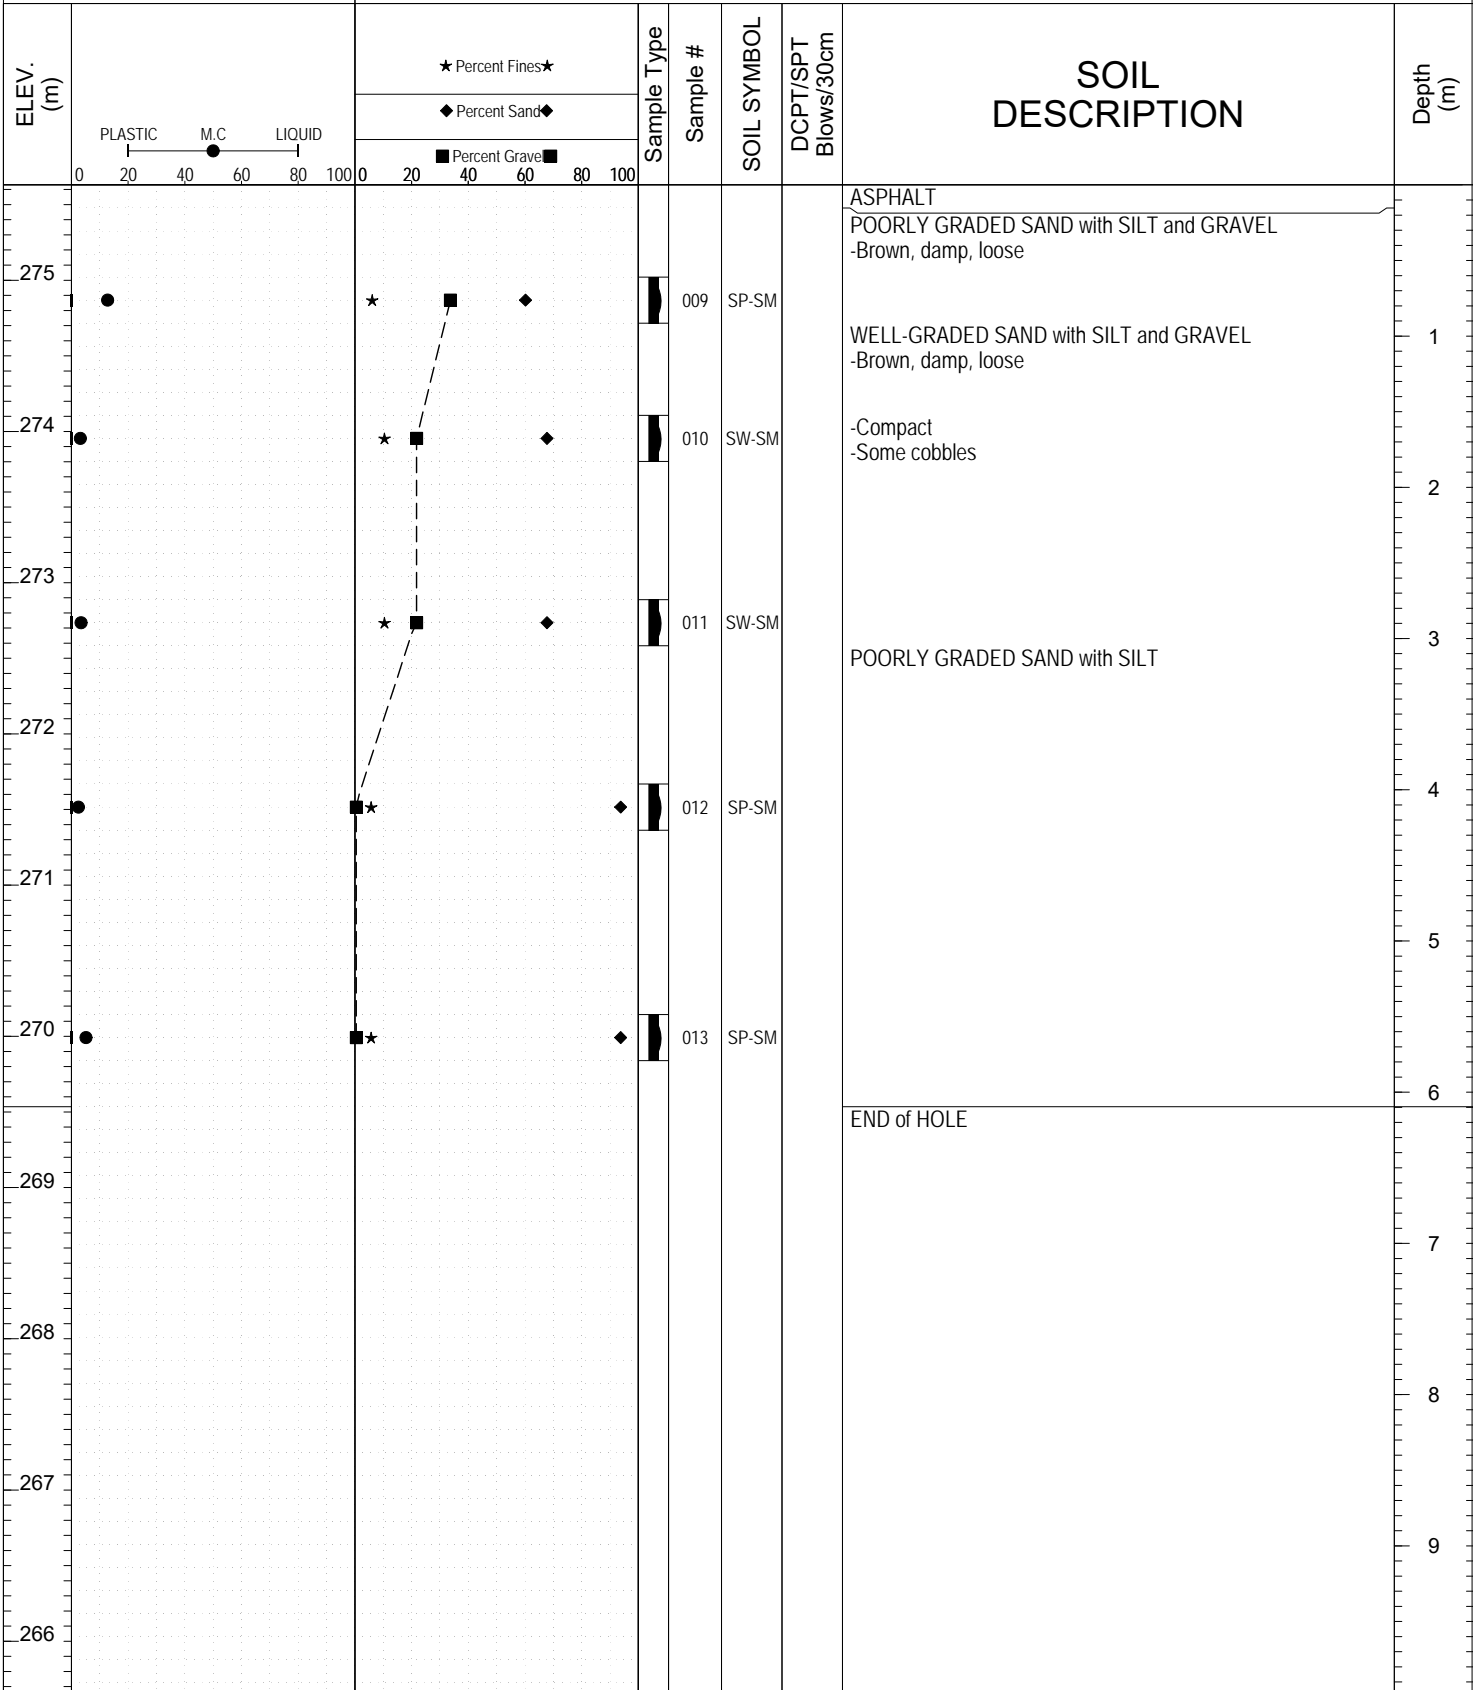 ELEV.
(m)
PLASTIC M.C LIQUID
0 20 40 60 80 100
★ Percent Fines★
◆ Percent Sand◆
■ Percent Gravel■
0 20 40 60 80 100
Sample Type
Sample #
SOIL SYMBOL
DCPT/SPT
Blows/30cm
SOIL
DESCRIPTION
Depth
(m)
ASPHALT
POORLY GRADED SAND with SILT and GRAVEL
-Brown, damp, loose
275
009 SP-SM
WELL-GRADED SAND with SILT and GRAVEL
1
-Brown, damp, loose
274
-Compact
010 SW-SM
-Some cobbles
2
273
011 SW-SM
3
POORLY GRADED SAND with SILT
272
4
012 SP-SM
271
5
270
013 SP-SM
6
END of HOLE
269
7
268
8
267
9
266